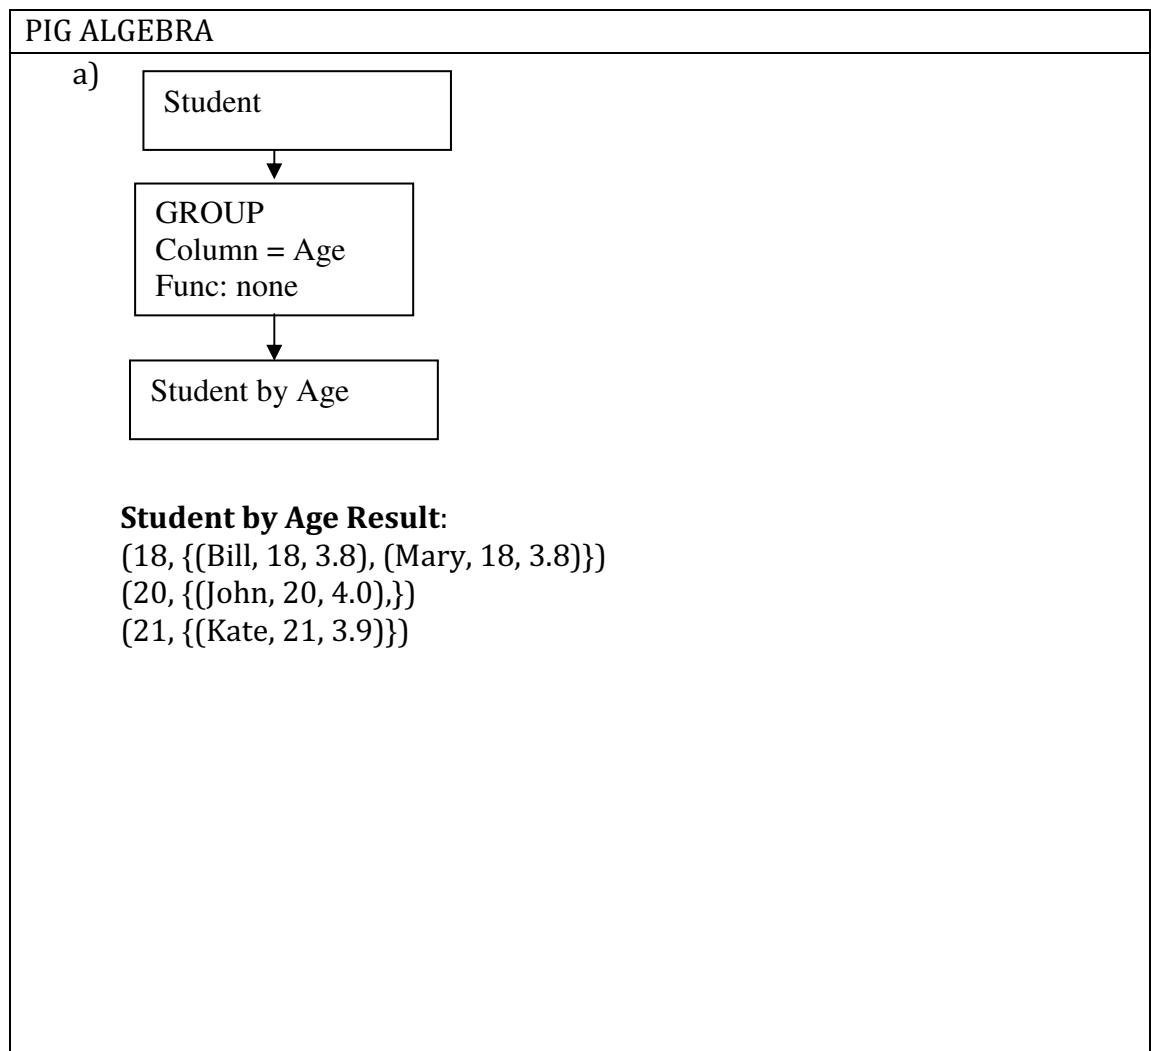 PIG ALGEBRA
a)
Student
GROUP
Column = Age
Func: none
Student by Age
Student by Age Result:
(18, {(Bill, 18, 3.8), (Mary, 18, 3.8)})
(20, {(John, 20, 4.0),})
(21, {(Kate, 21, 3.9)})